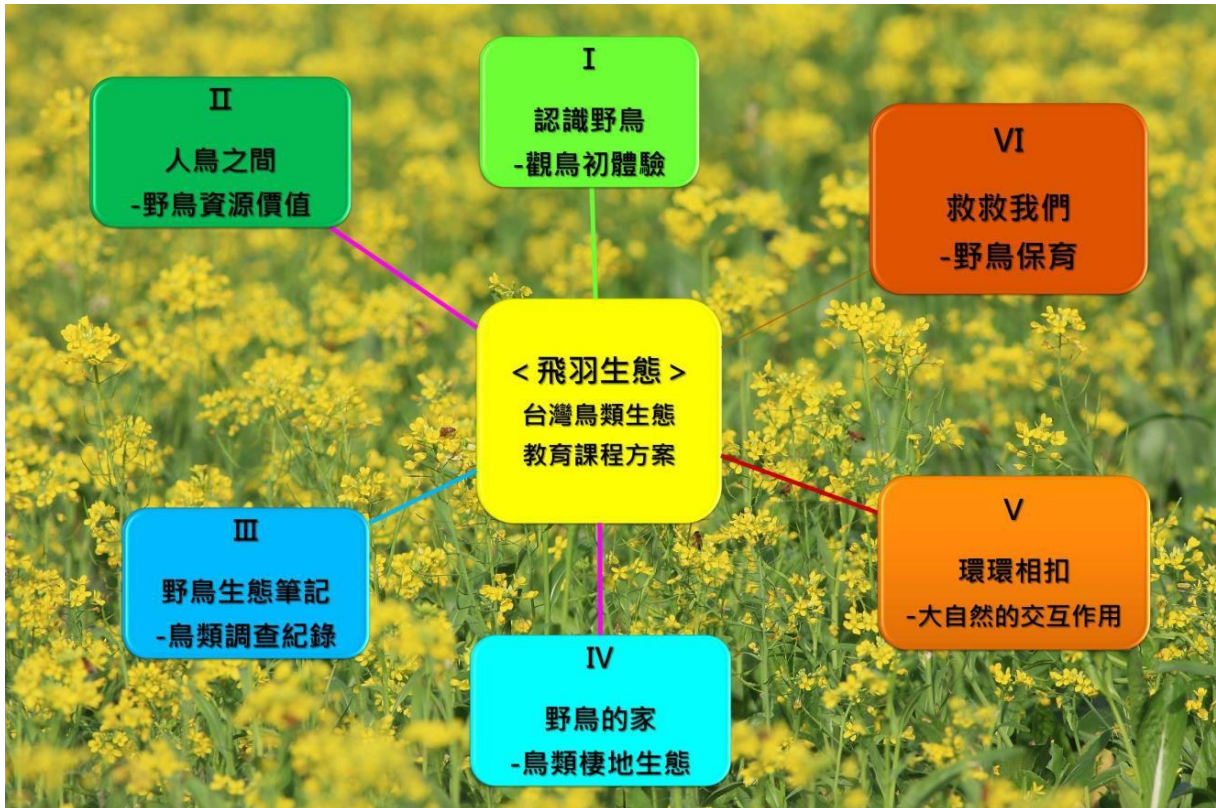 <飛羽生態>
台灣鳥類生態
教育課程方案
I
認識野鳥
-觀鳥初體驗
II
人鳥之間
-野鳥資源價值
III
野鳥生態筆記
-鳥類調查紀錄
IV
野鳥的家
-鳥類棲地生態
V
環環相扣
-大自然的交互作用
VI
救救我們
-野鳥保育